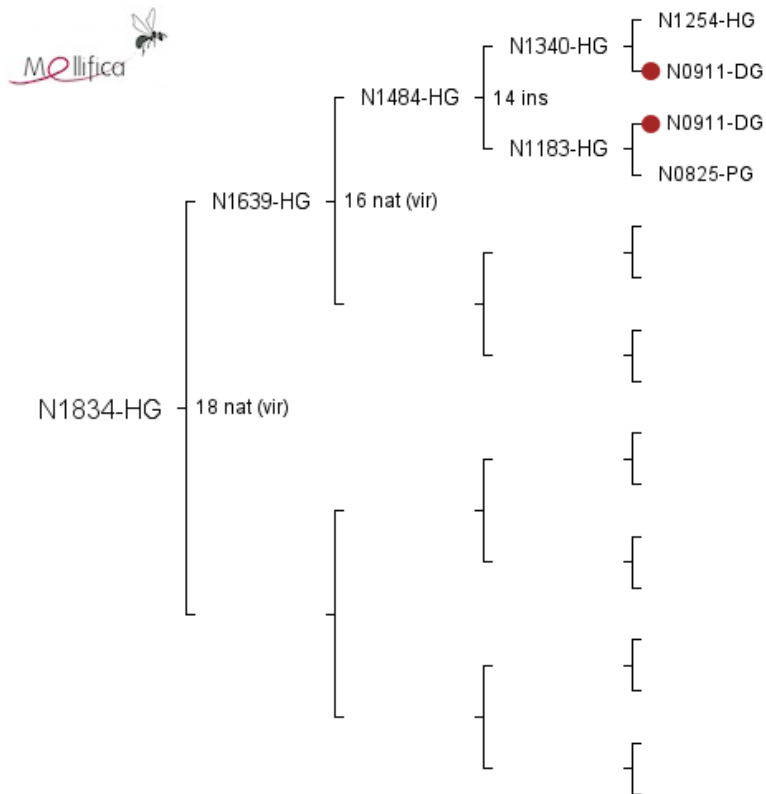 Mellifica
N1254-HG
N1340-HG
N0911-DG
N1484-HG
14 ins
N0911-DG
N1183-HG
N0825-PG
N1639-HG
16 nat (vir)
N1834-HG
18 nat (vir)